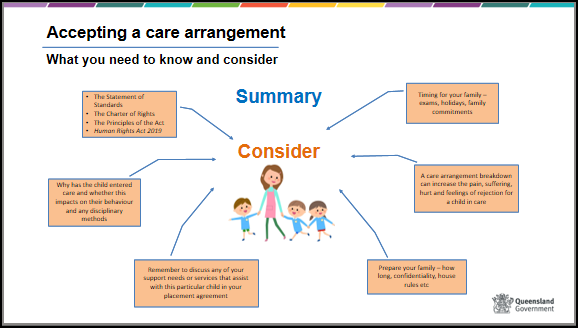 Accepting a care arrangement
What you need to know and consider
Summary
Consider
• The Statement of
Standards
• The Charter of Rights
• The Principles of the Act
• Human Rights Act 2019
Timing for your family –
exams, holidays, family
commitments
Why has the child entered
care and whether this
impacts on their behaviour
and any disciplinary
methods
A care arrangement breakdown
can increase the pain, suffering,
hurt and feelings of rejection for
a child in care
Remember to discuss any of your
support needs or services that assist
with this particular child in your
placement agreement
Prepare your family – how
long, confidentiality, house
rules etc
Queensland
Government